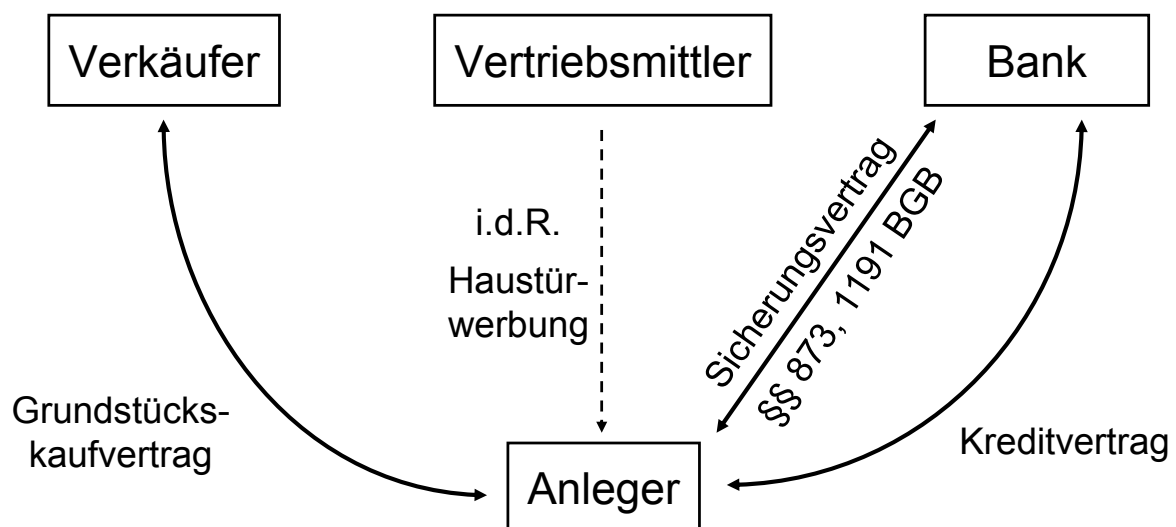 Verkäufer
Vertriebsmittler
Bank
i.d.R.
Haustür-
werbung
Sicherungsvertrag
§§ 873, 1191 BGB
Grundstücks-
kaufvertrag
Kreditvertrag
Anleger